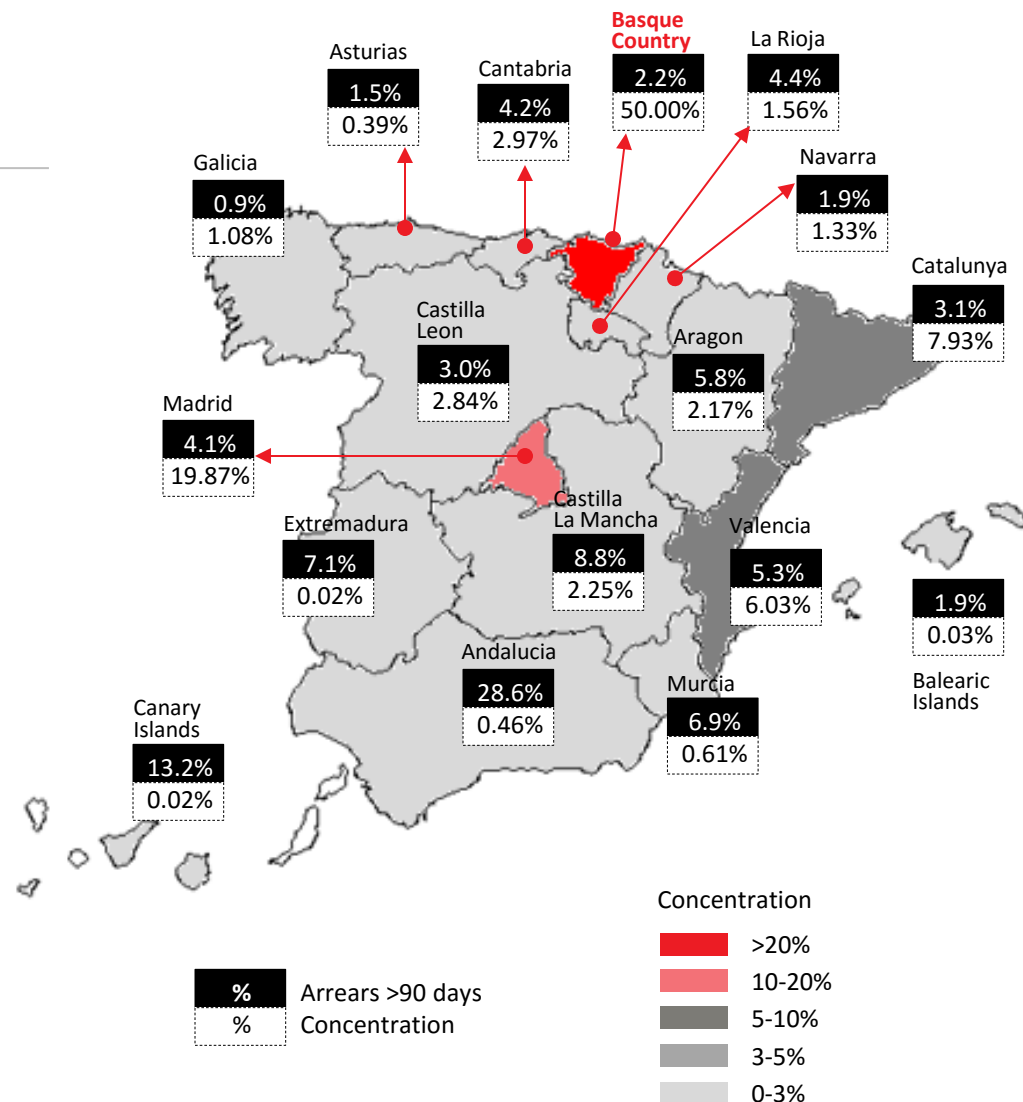 Basque
Country
2.2%
50.00%
La Rioja
4.4%
1.56%
Asturias
1.5%
0.39%
Cantabria
4.2%
2.97%
Navarra
1.9%
1.33%
Galicia
0.9%
1.08%
Catalunya
3.1%
7.93%
Castilla
Leon
3.0%
2.84%
Aragon
5.8%
2.17%
Madrid
4.1%
19.87%
Castilla
La Mancha
8.8%
2.25%
Extremadura
7.1%
0.02%
Valencia
5.3%
6.03%
1.9%
0.03%
Balearic
Islands
Andalucia
28.6%
0.46%
Murcia
6.9%
0.61%
Canary
Islands
13.2%
0.02%
Concentration
>20%
10-20%
5-10%
3-5%
0-3%
% Arrears >90 days
% Concentration